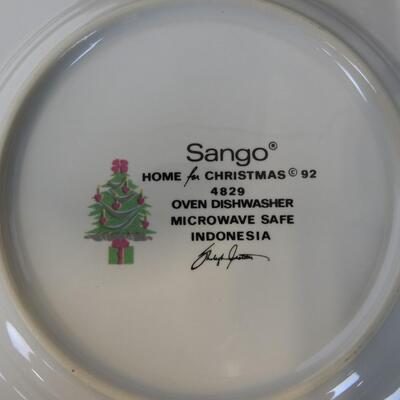 Sango®
HOME for CHRISTMAS © 92
4829
OVEN DISHWASHER
MICROWAVE SAFE
INDONESIA